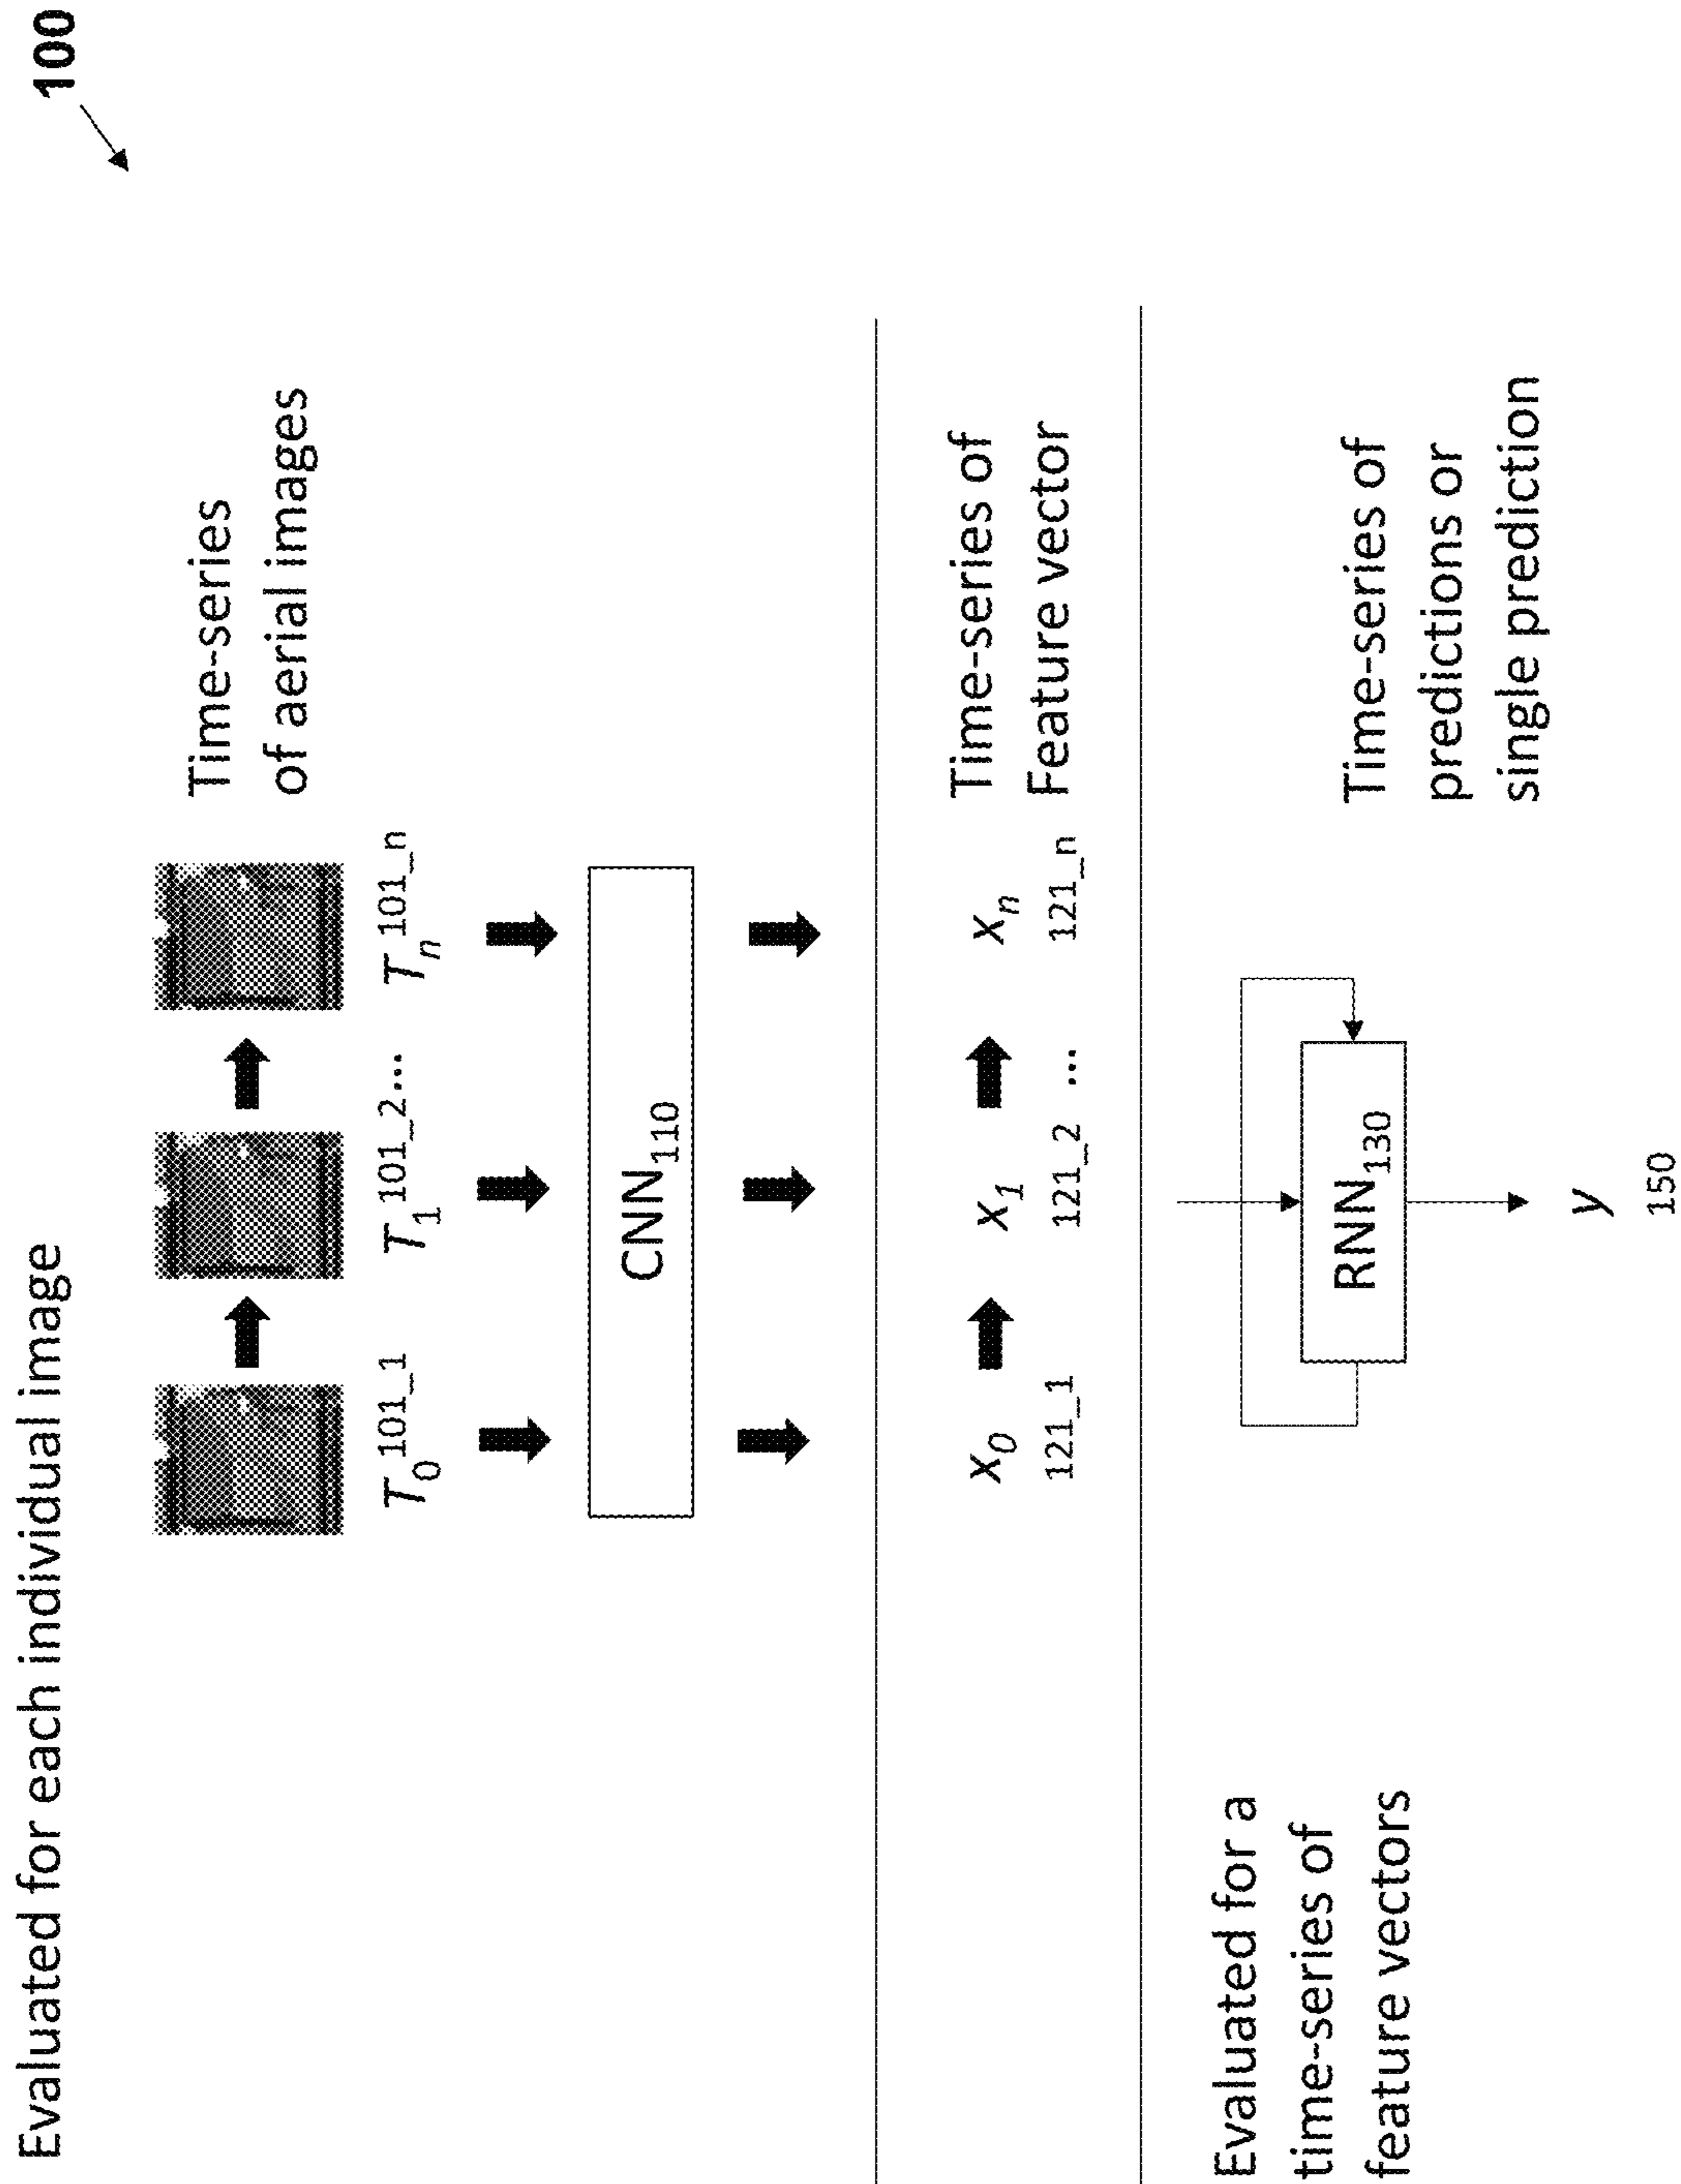 100
Evaluated for each individual image
Time-series
of aerial images
T0 101_1
T1 101_2...
Tn 101_n
CNN110
x0
x1
xn
121_1
121_2 ...
121_n
Time-series of
Feature vector
Evaluated for a
time-series of
feature vectors
RNN130
y
150
Time-series of
predictions or
single prediction